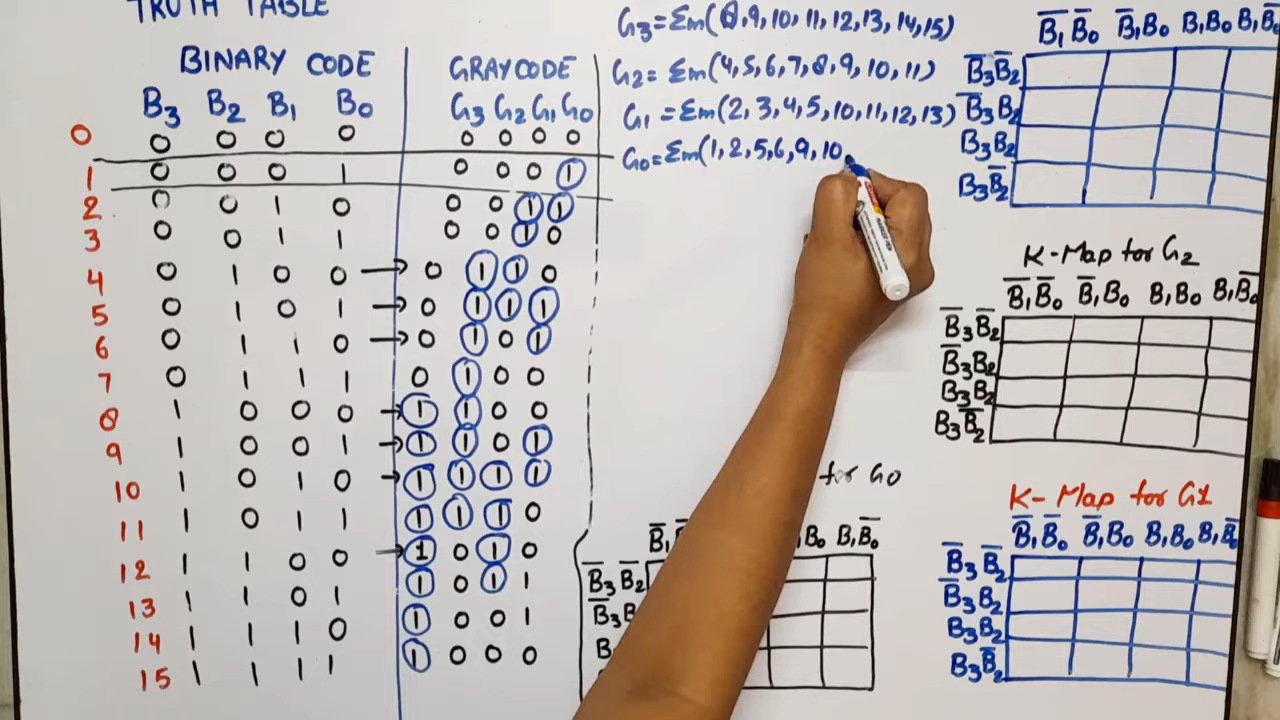 TRUTH TABLE
BINARY CODE
GRAY CODE
B3 B2 B1 B0
G3 G2 G1 G0
0 0 0 0 0 0 0 0 0
1 0 0 0 1 0 0 0 1
2 0 0 1 0 0 0 1 1
3 0 0 1 1 0 0 1 0
4 0 1 0 0 → 0 1 1 0
5 0 1 0 1 → 0 1 1 1
6 0 1 1 0 → 0 1 0 1
7 0 1 1 1 0 1 0 0
8 1 0 0 0 → 1 1 0 0
9 1 0 0 1 → 1 1 0 1
10 1 0 1 0 → 1 1 1 1
11 1 0 1 1 1 1 1 0
12 1 1 0 0 → 1 0 1 0
13 1 1 0 1 1 0 1 1
14 1 1 1 0 1 0 0 1
15 1 1 1 1 1 0 0 0
G3 = Σm(8,9,10,11,12,13,14,15)
G2 = Σm(4,5,6,7,8,9,10,11)
G1 = Σm(2,3,4,5,10,11,12,13)
G0 = Σm(1,2,5,6,9,10
B̅1B̅0 B̅1B0 B1B0 B1B̅0
B̅3B̅2
B̅3B2
B3B2
B3B̅2
K-Map for G2
B̅1B̅0 B̅1B0 B1B0 B1B̅0
B̅3B̅2
B̅3B2
B3B2
B3B̅2
for G0
B0 B1B̅0
B̅3B̅2
K-Map for G1
B̅1B̅0 B̅1B0 B1B0 B1B̅0
B̅3B̅2
B̅3B2
B3B2
B3B̅2